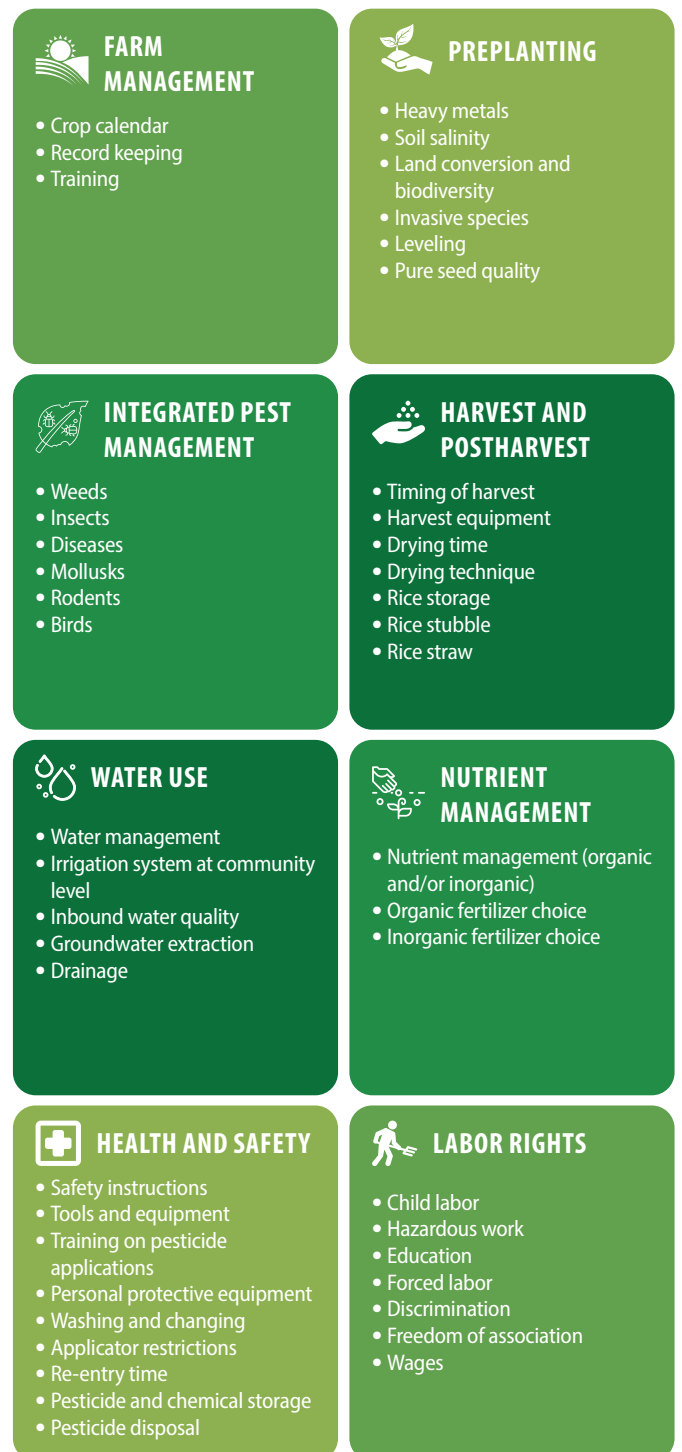 FARM
MANAGEMENT
• Crop calendar
• Record keeping
• Training
PREPLANTING
• Heavy metals
• Soil salinity
• Land conversion and
biodiversity
• Invasive species
• Leveling
• Pure seed quality
INTEGRATED PEST
MANAGEMENT
• Weeds
• Insects
• Diseases
• Mollusks
• Rodents
• Birds
HARVEST AND
POSTHARVEST
• Timing of harvest
• Harvest equipment
• Drying time
• Drying technique
• Rice storage
• Rice stubble
• Rice straw
WATER USE
• Water management
• Irrigation system at community
level
• Inbound water quality
• Groundwater extraction
• Drainage
NUTRIENT
MANAGEMENT
• Nutrient management (organic
and/or inorganic)
• Organic fertilizer choice
• Inorganic fertilizer choice
HEALTH AND SAFETY
• Safety instructions
• Tools and equipment
• Training on pesticide
applications
• Personal protective equipment
• Washing and changing
• Applicator restrictions
• Re-entry time
• Pesticide and chemical storage
• Pesticide disposal
LABOR RIGHTS
• Child labor
• Hazardous work
• Education
• Forced labor
• Discrimination
• Freedom of association
• Wages